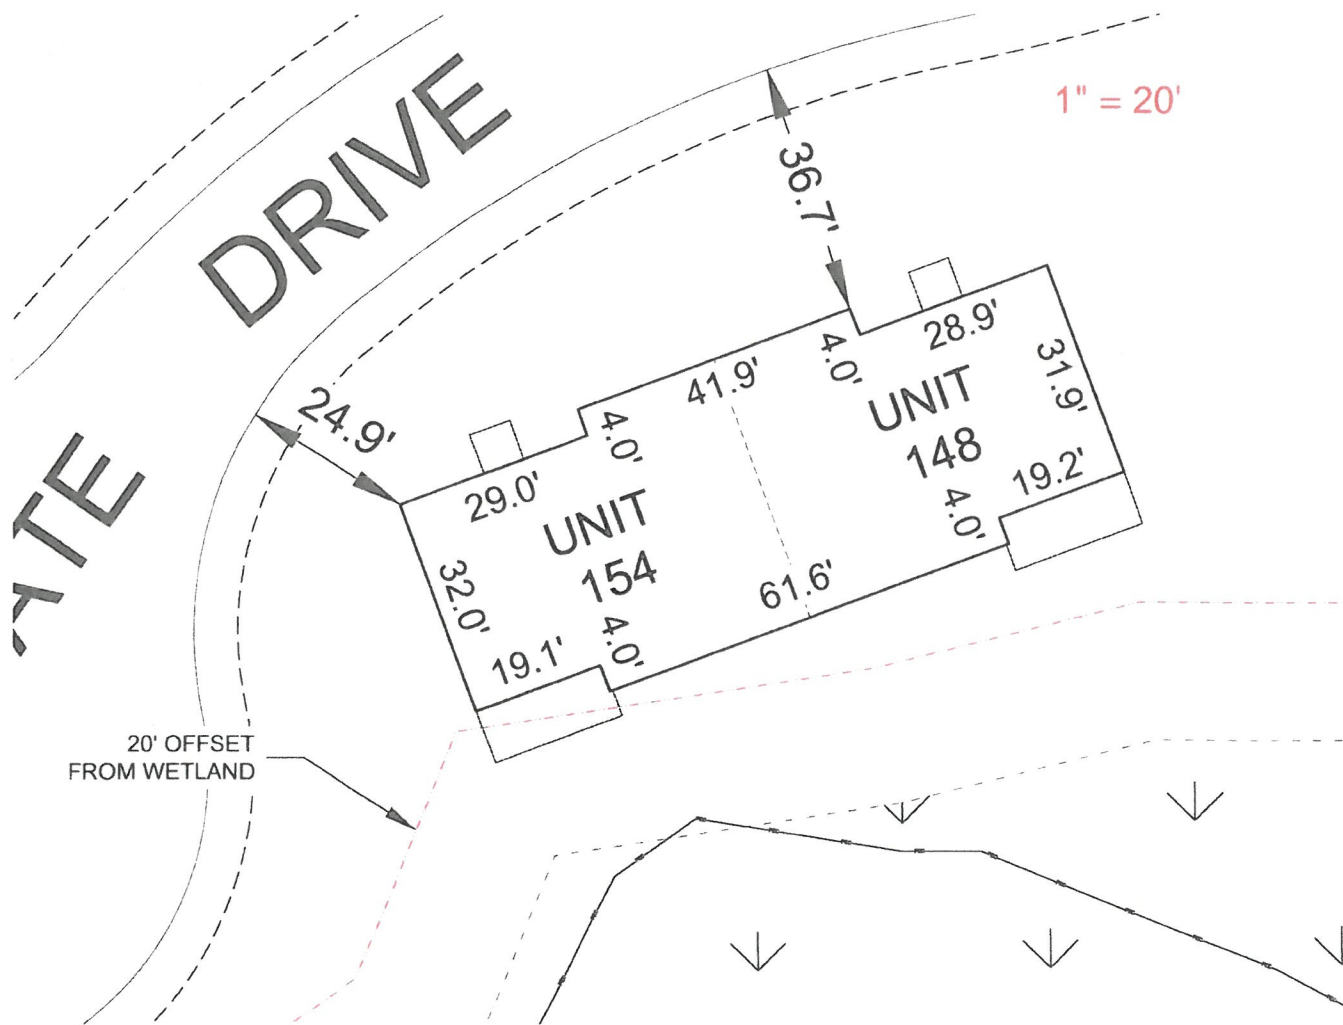 DRIVE
1" = 20'
36.7'
28.9'
4.0'
41.9'
31.9'
24.9'
UNIT
148
4.0'
29.0'
19.2'
4.0'
UNIT
154
61.6'
32.0'
4.0'
19.1'
ATE
20' OFFSET
FROM WETLAND